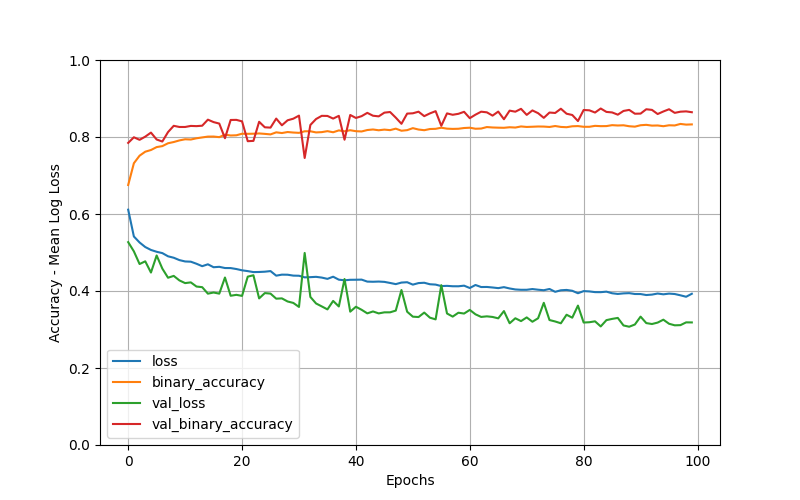 1.0
0.8
0.6
0.4
0.2
0.0
Accuracy - Mean Log Loss
loss
binary_accuracy
val_loss
val_binary_accuracy
0 20 40 60 80 100
Epochs